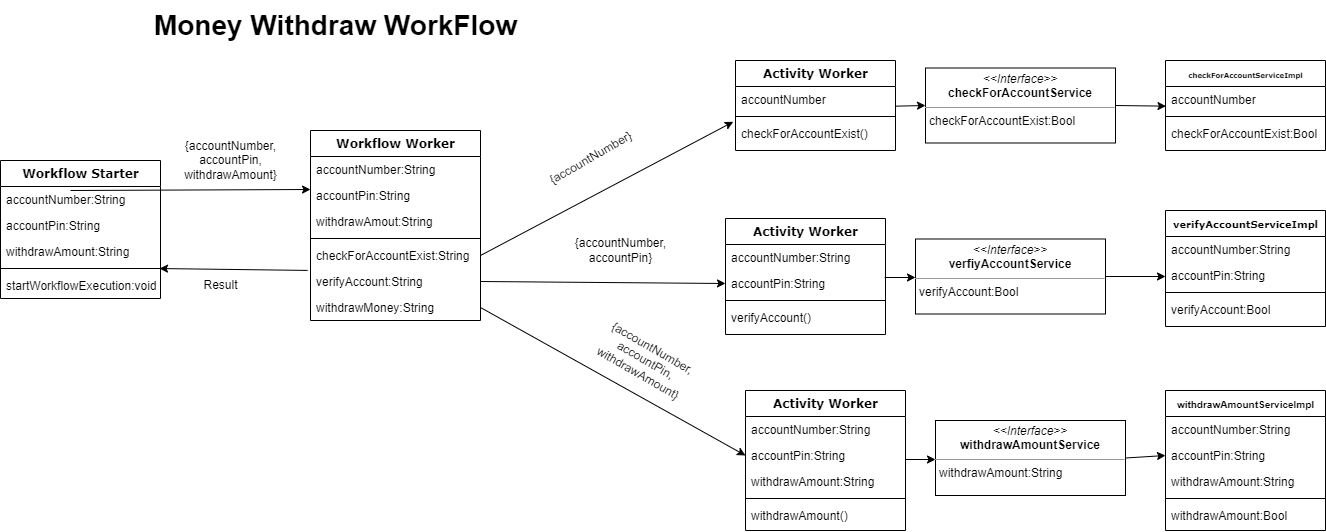 Money Withdraw WorkFlow
Workflow Starter
accountNumber:String
accountPin:String
withdrawAmount:String
startWorkflowExecution:void
{accountNumber,
accountPin,
withdrawAmount}
Result
Workflow Worker
accountNumber:String
accountPin:String
withdrawAmout:String
checkForAccountExist:String
verifyAccount:String
withdrawMoney:String
{accountNumber}
Activity Worker
accountNumber
checkForAccountExist()
<<Interface>>
checkForAccountService
checkForAccountExist:Bool
checkForAccountServiceImpl
accountNumber
checkForAccountExist:Bool
{accountNumber,
accountPin}
Activity Worker
accountNumber:String
accountPin:String
verifyAccount()
<<Interface>>
verfiyAccountService
verifyAccount:Bool
verifyAccountServiceImpl
accountNumber:String
accountPin:String
verifyAccount:Bool
{accountNumber,
accountPin,
withdrawAmount}
Activity Worker
accountNumber:String
accountPin:String
withdrawAmount:String
withdrawAmount()
<<Interface>>
withdrawAmountService
withdrawAmount:String
withdrawAmountServiceImpl
accountNumber:String
accountPin:String
withdrawAmount:String
withdrawAmount:Bool